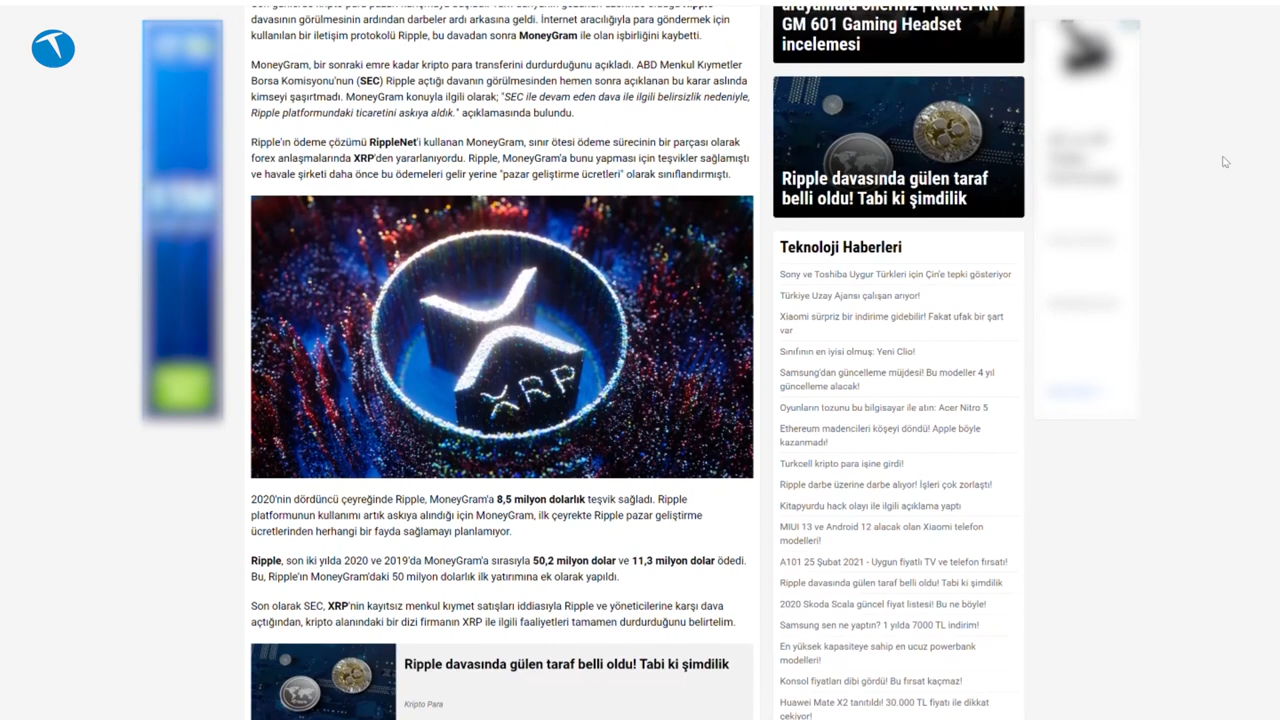 davasının görülmesinin ardından darbeler ardı arkasına geldi. İnternet aracılığıyla para göndermek için
kullanılan bir iletişim protokolü Ripple, bu davadan sonra MoneyGram ile olan işbirliğini kaybetti.
MoneyGram, bir sonraki emre kadar kripto para transferini durdurduğunu açıkladı. ABD Menkul Kıymetler
Borsa Komisyonu'nun (SEC) Ripple açtığı davanın görülmesinden hemen sonra açıklanan bu karar aslında
kimseyi şaşırtmadı. MoneyGram konuyla ilgili olarak; "SEC ile devam eden dava ile ilgili belirsizlik nedeniyle,
Ripple platformundaki ticaretini askıya aldık." açıklamasında bulundu.
Ripple'ın ödeme çözümü RippleNet'i kullanan MoneyGram, sınır ötesi ödeme sürecinin bir parçası olarak
forex anlaşmalarında XRP'den yararlanıyordu. Ripple, MoneyGram'a bunu yapması için teşvikler sağlamıştı
ve havale şirketi daha önce bu ödemeleri gelir yerine "pazar geliştirme ücretleri" olarak sınıflandırmıştı.
XRP
2020'nin dördüncü çeyreğinde Ripple, MoneyGram'a 8,5 milyon dolarlık teşvik sağladı. Ripple
platformunun kullanımı artık askıya alındığı için MoneyGram, ilk çeyrekte Ripple pazar geliştirme
ücretlerinden herhangi bir fayda sağlamayı planlamıyor.
Ripple, son iki yılda 2020 ve 2019'da MoneyGram'a sırasıyla 50,2 milyon dolar ve 11,3 milyon dolar ödedi.
Bu, Ripple'ın MoneyGram'daki 50 milyon dolarlık ilk yatırımına ek olarak yapıldı.
Son olarak SEC, XRP'nin kayıtsız menkul kıymet satışları iddiasıyla Ripple ve yöneticilerine karşı dava
açtığından, kripto alanındaki bir dizi firmanın XRP ile ilgili faaliyetleri tamamen durdurduğunu belirtelim.
Ripple davasında gülen taraf belli oldu! Tabi ki şimdilik
Kripto Para
GM 601 Gaming Headset
incelemesi
Ripple davasında gülen taraf
belli oldu! Tabi ki şimdilik
Teknoloji Haberleri
Sony ve Toshiba Uygur Türkleri için Çin'e tepki gösteriyor
Türkiye Uzay Ajansı çalışan arıyor!
Xiaomi sürpriz bir indirime gidebilir! Fakat ufak bir şart
var
Sınıfının en iyisi olmuş: Yeni Clio!
Samsung'dan güncelleme müjdesi! Bu modeller 4 yıl
güncelleme alacak!
Oyunların tozunu bu bilgisayar ile atın: Acer Nitro 5
Ethereum madencileri köşeyi döndü! Apple böyle
kazanmadı!
Turkcell kripto para işine girdi!
Ripple darbe üzerine darbe alıyor! İşleri çok zorlaştı!
Kitapyurdu hack olayı ile ilgili açıklama yaptı
MIUI 13 ve Android 12 alacak olan Xiaomi telefon
modelleri!
A101 25 Şubat 2021 - Uygun fiyatlı TV ve telefon fırsatı!
Ripple davasında gülen taraf belli oldu! Tabi ki şimdilik
2020 Skoda Scala güncel fiyat listesi! Bu ne böyle!
Samsung sen ne yaptın? 1 yılda 7000 TL indirim!
En yüksek kapasiteye sahip en ucuz powerbank
modelleri!
Konsol fiyatları dibi gördü! Bu fırsat kaçmaz!
Huawei Mate X2 tanıtıldı! 30.000 TL fiyatı ile dikkat
çekiyor!